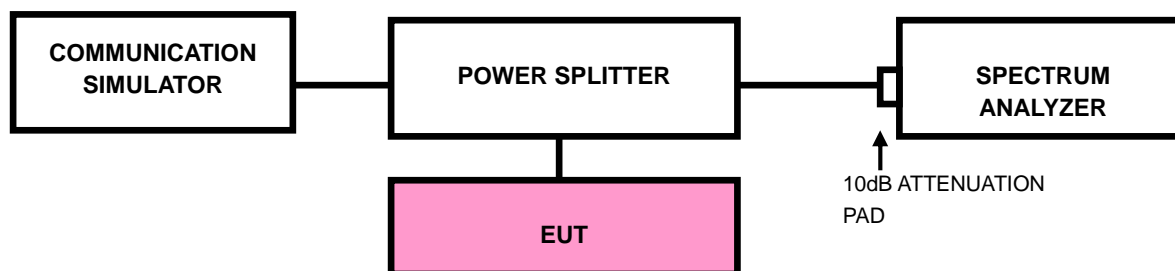 COMMUNICATION
SIMULATOR
POWER SPLITTER
SPECTRUM
ANALYZER
10dB ATTENUATION
PAD
EUT